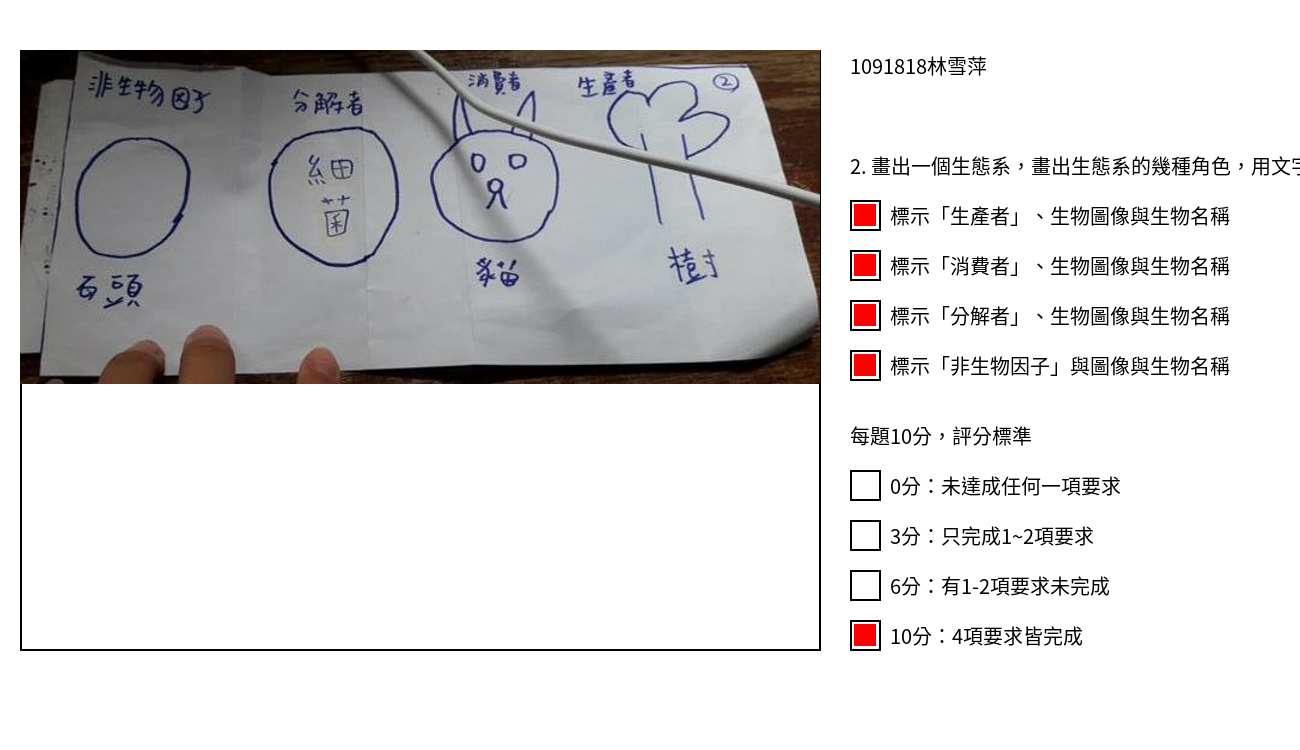 非生物因子
分解者
消費者
生產者
②
細
菌
石頭
貓
樹
1091818林雪萍
2. 畫出一個生態系，畫出生態系的幾種角色，用文字
標示「生產者」、生物圖像與生物名稱
標示「消費者」、生物圖像與生物名稱
標示「分解者」、生物圖像與生物名稱
標示「非生物因子」與圖像與生物名稱
每題10分，評分標準
0分：未達成任何一項要求
3分：只完成1~2項要求
6分：有1-2項要求未完成
10分：4項要求皆完成